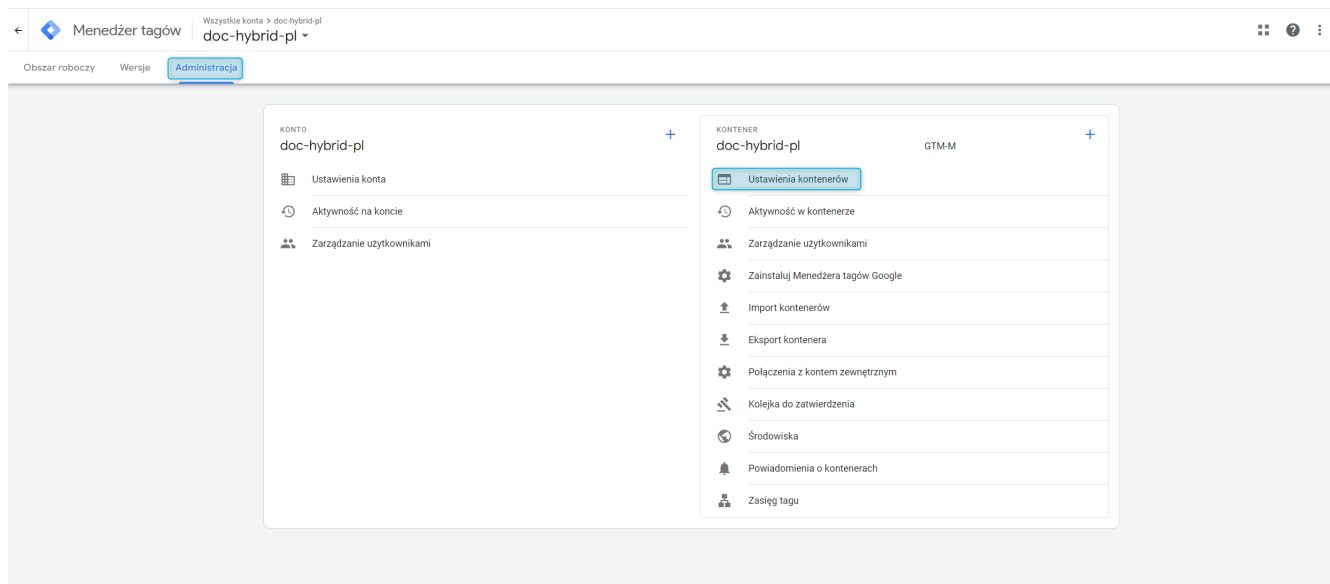 Menedżer tagów
Wszystkie konta > doc-hybrid-pl
doc-hybrid-pl
Obszar roboczy
Wersje
Administracja
KONTO
doc-hybrid-pl
Ustawienia konta
Aktywność na koncie
Zarządzanie użytkownikami
KONTENER
doc-hybrid-pl
GTM-M
Ustawienia kontenerów
Aktywność w kontenerze
Zarządzanie użytkownikami
Zainstaluj Menedżera tagów Google
Import kontenerów
Eksport kontenera
Połączenia z kontem zewnętrznym
Kolejka do zatwierdzenia
Środowiska
Powiadomienia o kontenerach
Zasięg tagu